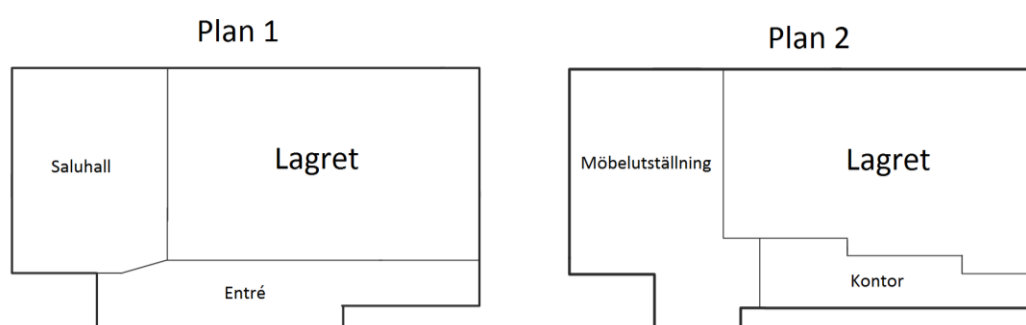 Plan 1
Saluhall
Lagret
Entré
Plan 2
Möbelutställning
Lagret
Kontor